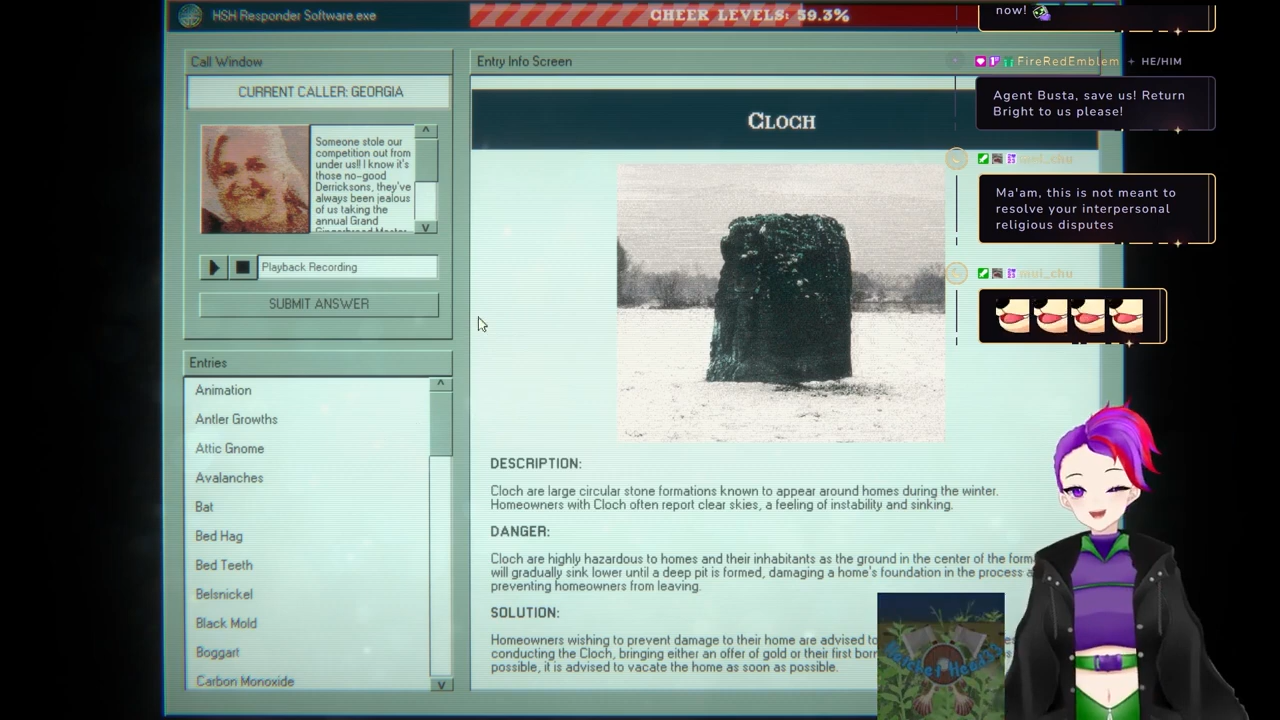 HSH Responder Software.exe
CHEER LEVELS: 59.3%
Call Window
CURRENT CALLER: GEORGIA
Someone stole our
competition out from
under us!! I know it's
those no-good
Derricksons, they've
always been jealous
of us taking the
annual Grand
Playback Recording
SUBMIT ANSWER
Entries
Animation
Antler Growths
Attic Gnome
Avalanches
Bat
Bed Hag
Bed Teeth
Belsnickel
Black Mold
Boggart
Carbon Monoxide
Entry Info Screen
CLOCH
DESCRIPTION:
Cloch are large circular stone formations known to appear around homes during the winter.
Homeowners with Cloch often report clear skies, a feeling of instability and sinking.
DANGER:
Cloch are highly hazardous to homes and their inhabitants as the ground in the center of the
will gradually sink lower until a deep pit is formed, damaging a home's foundation in the process
preventing homeowners from leaving.
SOLUTION:
Homeowners wishing to prevent damage to their home are advised to
conducting the Cloch, bringing either an offer of gold or their first
possible, it is advised to vacate the home as soon as possible.
now!
FireRedEmblem HE/HIM
Agent Busta, save us! Return
Bright to us please!
mui_chu
Ma'am, this is not meant to
resolve your interpersonal
religious disputes
mui_chu